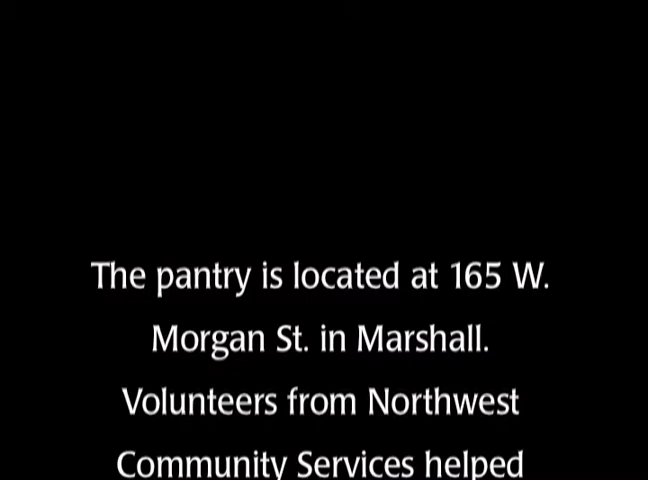 The pantry is located at 165 W.
Morgan St. in Marshall.
Volunteers from Northwest
Community Services helped